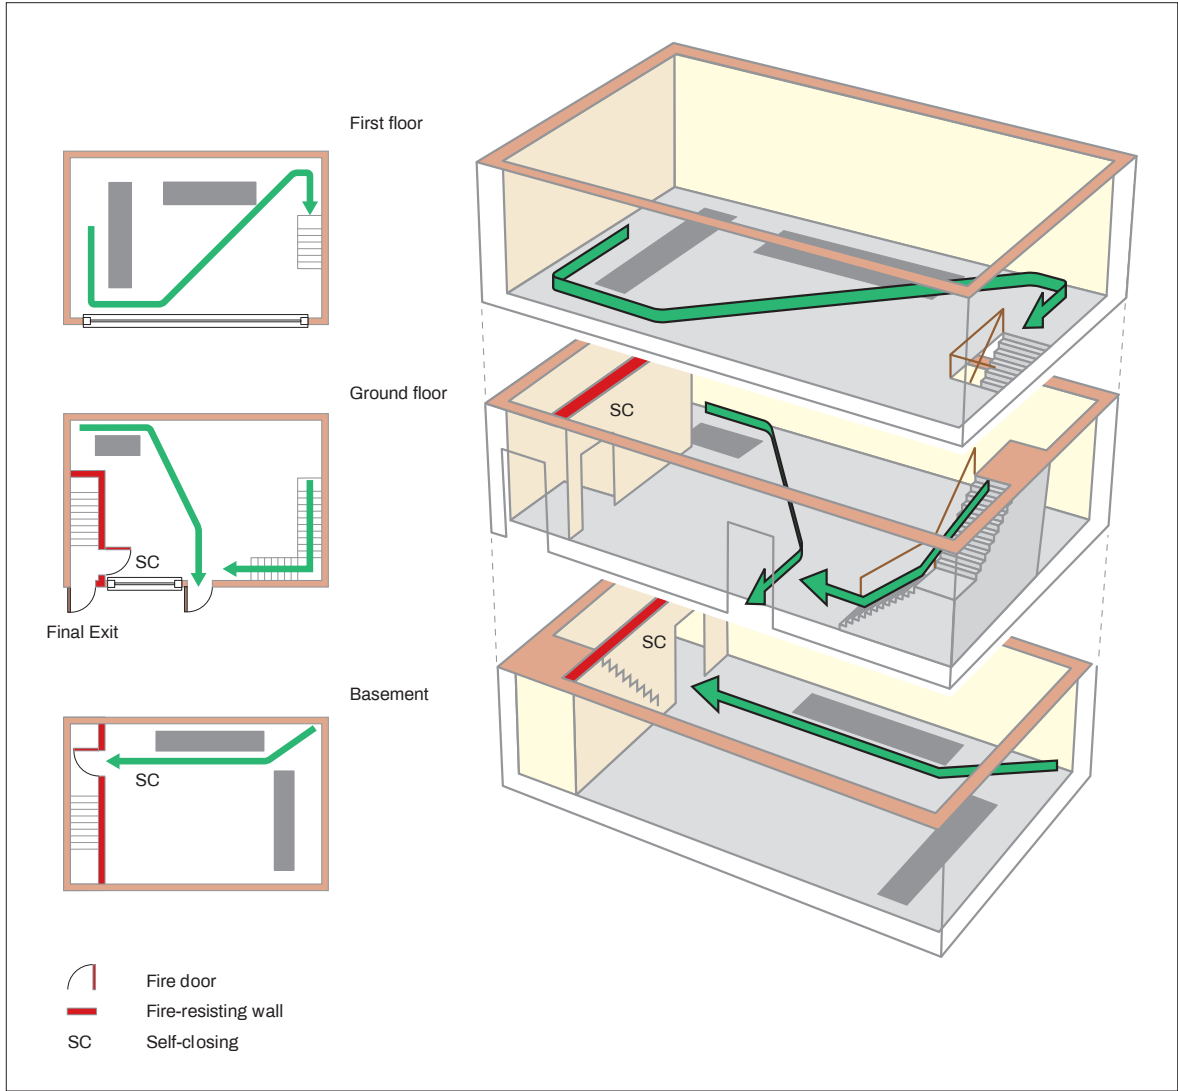 First floor
SC
Ground floor
SC
Final Exit
SC
Basement
SC
Fire door
Fire-resisting wall
SC Self-closing